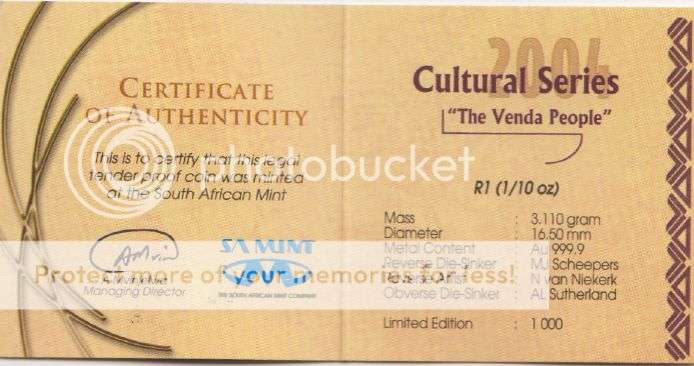 CERTIFICATE
OF AUTHENTICITY
This is to certify that this legal
tender proof coin was minted
at the South African Mint
Managing Director
SA MINT
THE SOUTH AFRICAN MINT COMPANY
2004
Cultural Series
"The Venda People"
R1 (1/10 oz)
Mass : 3.110 gram
Diameter : 16.50 mm
Metal Content : Au 999.9
Reverse Die-Sinker : MJ Scheepers
Reverse Artist : N van Niekerk
Obverse Die-Sinker : AL Sutherland
Limited Edition : 1 000
photobucket
Protect more of your memories for less!